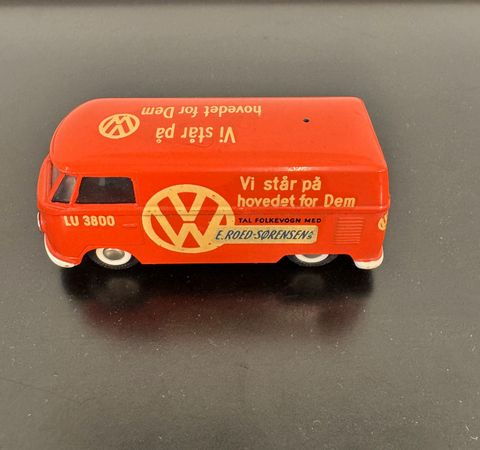 Vi står på
hovedet for Dem
VW
Vi står på
hovedet for Dem
TAL FOLKEVOGN MED
E. ROED-SØRENSEN
VW
LU 3800